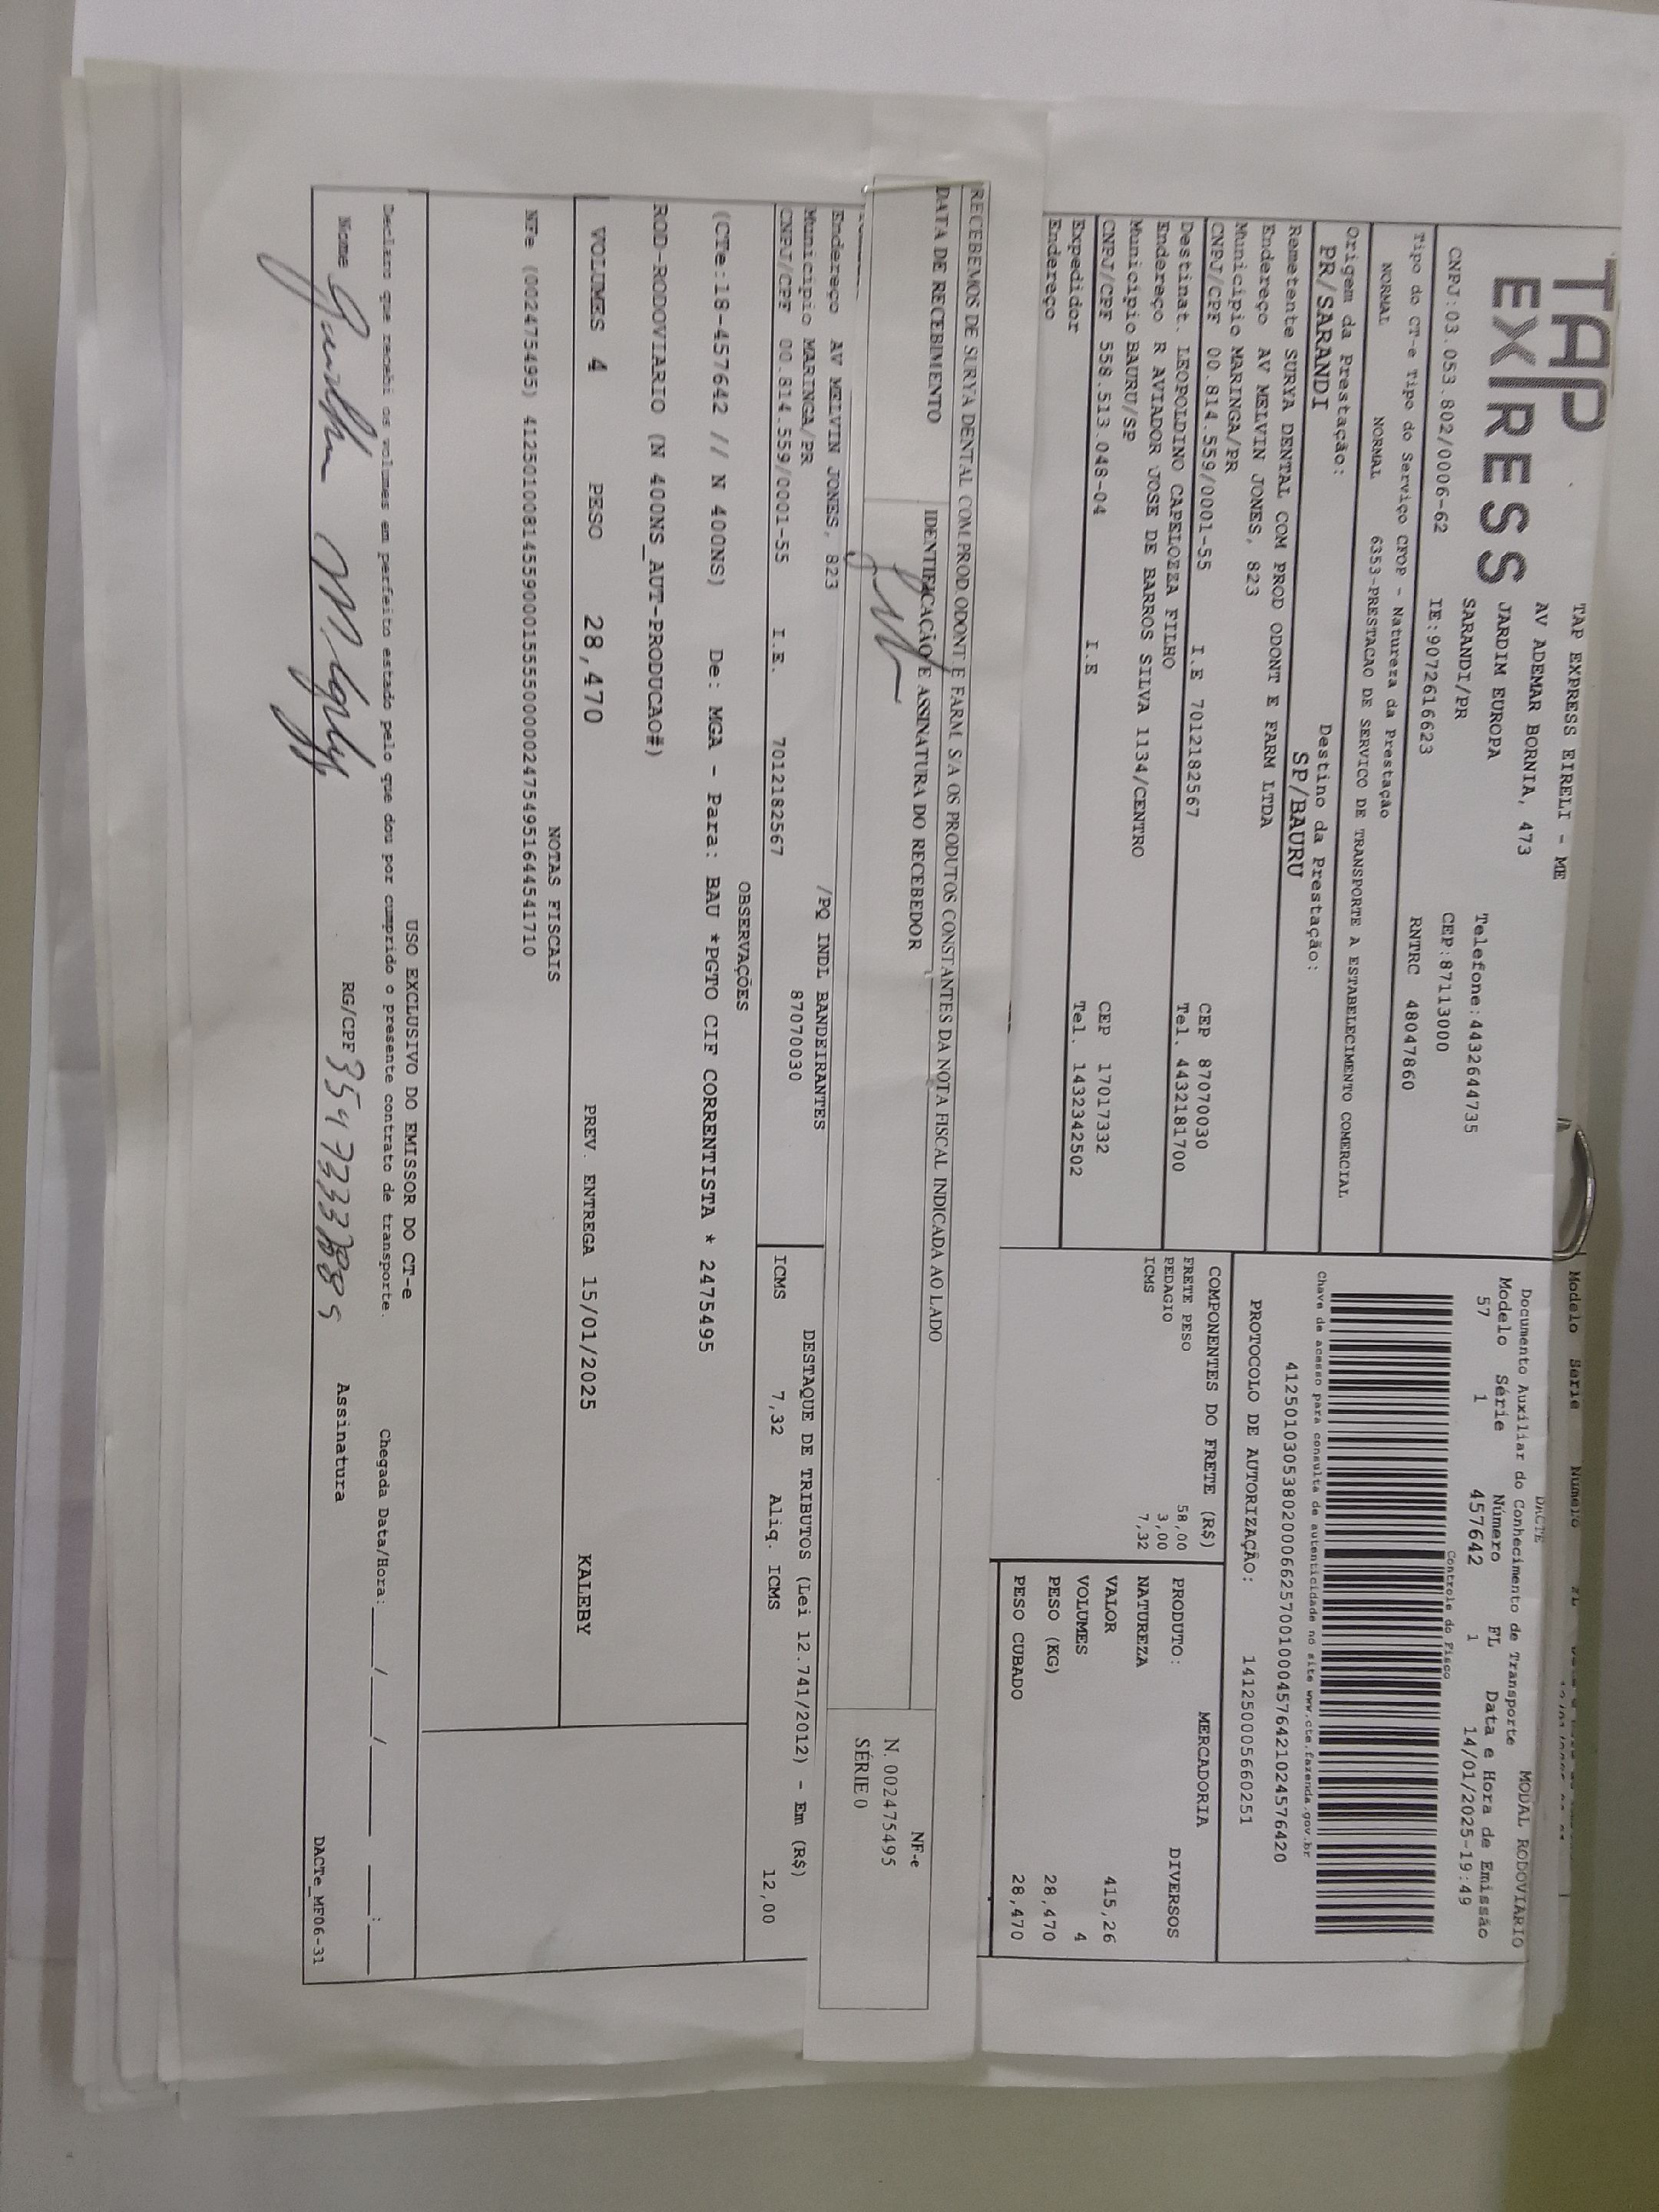 Modelo Serie Numero
TAP EXPRESS
TAP EXPRESS EIRELI - ME
AV ADEMAR BORNIA, 473
JARDIM EUROPA
SARANDI/PR
Telefone:4432644735
CEP:87113000
CNPJ:03.053.802/0006-62 IE:9072616623 RNTRC 48047860
DACTE
Documento Auxiliar do Conhecimento de Transporte MODAL RODOVIARIO
Modelo Série Número FL Data e Hora de Emissão
57 1 457642 1 14/01/2025-19:49
Controle do Fisco
Chave de acesso para consulta de autenticidade no site www.cte.fazenda.gov.br
41250103053802000662570010004576421024576420
PROTOCOLO DE AUTORIZAÇÃO: 141250005660251
Tipo do CT-e Tipo do Serviço CFOP - Natureza da Prestação
NORMAL NORMAL 6353-PRESTACAO DE SERVICO DE TRANSPORTE A ESTABELECIMENTO COMERCIAL
Origem da Prestação: Destino da Prestação:
PR/SARANDI SP/BAURU
Remetente SURYA DENTAL COM PROD ODONT E FARM LTDA
Endereço AV MELVIN JONES, 823
Municipio MARINGA/PR CEP 87070030
CNPJ/CPF 00.814.559/0001-55 I.E 7012182567 Tel. 4432181700
Destinat. LEOPOLDINO CAPELOZZA FILHO
Endereço R AVIADOR JOSE DE BARROS SILVA 1134/CENTRO
Município BAURU/SP CEP 17017332
CNPJ/CPF 558.513.048-04 I.E Tel. 1432342502
Expedidor
Endereço
COMPONENTES DO FRETE (R$)
FRETE PESO 58,00
PEDAGIO 3,00
ICMS 7,32
MERCADORIA
PRODUTO: DIVERSOS
NATUREZA
VALOR 415,26
VOLUMES 4
PESO (KG) 28,470
PESO CUBADO 28,470
RECEBEMOS DE SURYA DENTAL COM PROD.ODONT.E FARM. S/A OS PRODUTOS CONSTANTES DA NOTA FISCAL INDICADA AO LADO
DATA DE RECEBIMENTO IDENTIFICAÇÃO E ASSINATURA DO RECEBEDOR
NF-e
N. 002475495
SÉRIE 0
Endereço AV MELVIN JONES, 823 /PQ INDL BANDEIRANTES
Município MARINGA/PR 87070030
CNPJ/CPF 00.814.559/0001-55 I.E. 7012182567
DESTAQUE DE TRIBUTOS (Lei 12.741/2012) - Em (R$)
ICMS 7,32 Aliq. ICMS 12,00
OBSERVAÇÕES
(CTe:18-457642 // N 400NS) De: MGA - Para: BAU *PGTO CIF CORRENTISTA * 2475495
ROD-RODOVIARIO (N 400NS_AUT-PRODUCAO#)
VOLUMES 4 PESO 28,470 PREV. ENTREGA 15/01/2025 KALEBY
NOTAS FISCAIS
NFe (002475495) 41250100814559000155550000024754951644541710
USO EXCLUSIVO DO EMISSOR DO CT-e
Declaro que recebi os volumes em perfeito estado pelo que dou por cumprido o presente contrato de transporte. Chegada Data/Hora:____/____/______ ____:____
Nome RG/CPF Assinatura
DACTe_MF06-31